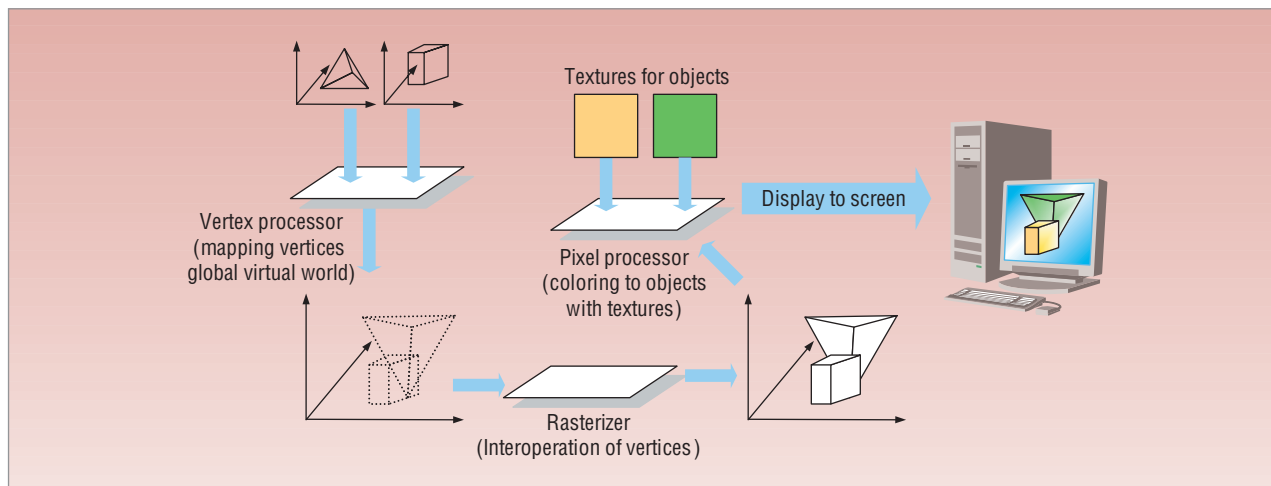 Textures for objects
Vertex processor
(mapping vertices
global virtual world)
Pixel processor
(coloring to objects
with textures)
Display to screen
Rasterizer
(Interoperation of vertices)